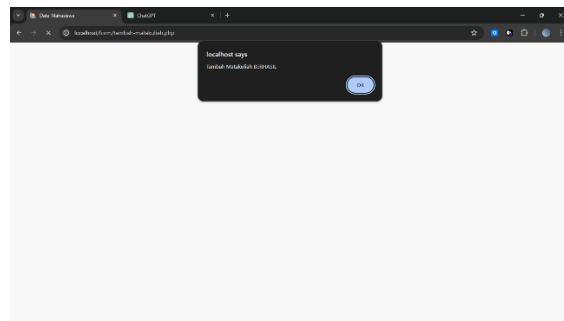 Data Mahasiswa
ChatGPT
localhost/form/tambah-matakuliah.php
localhost says
Tambah Matakuliah BERHASIL
OK